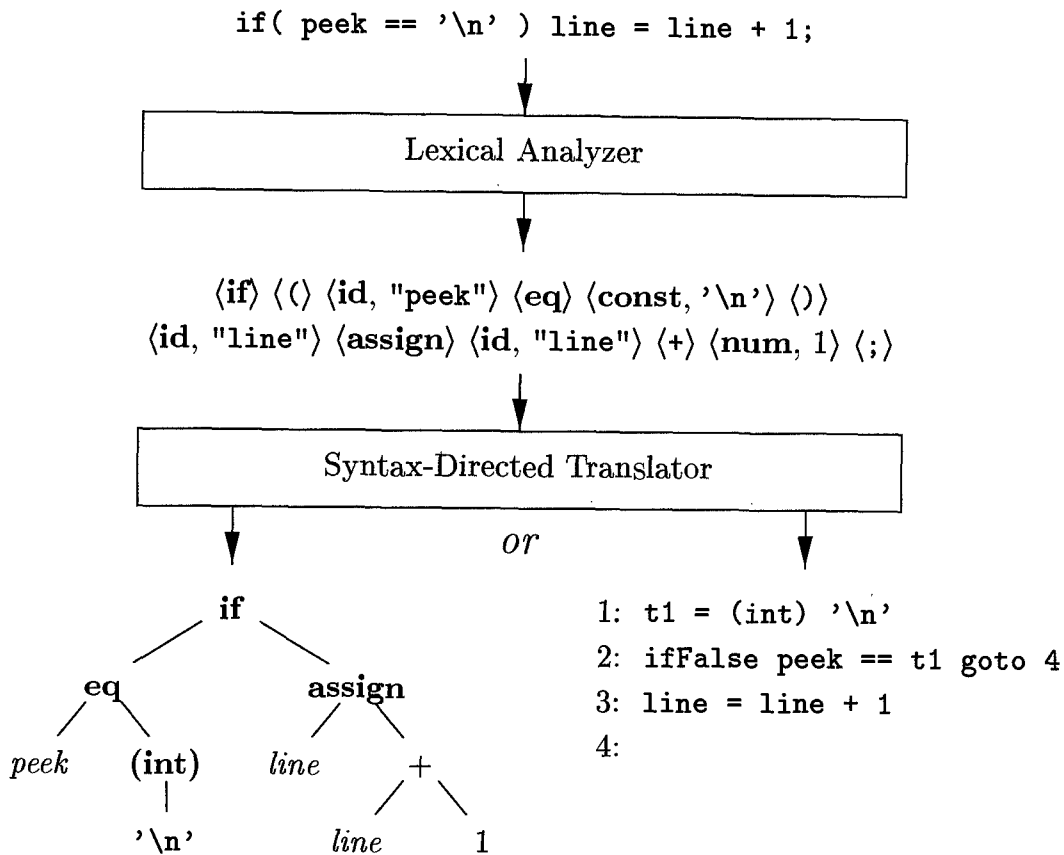 if( peek == '\n' ) line = line + 1;
Lexical Analyzer
⟨if⟩ ⟨(⟩ ⟨id, "peek"⟩ ⟨eq⟩ ⟨const, '\n'⟩ ⟨)⟩
⟨id, "line"⟩ ⟨assign⟩ ⟨id, "line"⟩ ⟨+⟩ ⟨num, 1⟩ ⟨;⟩
Syntax-Directed Translator
or
if
eq assign
peek (int) line +
'\n' line 1
1: t1 = (int) '\n'
2: ifFalse peek == t1 goto 4
3: line = line + 1
4: